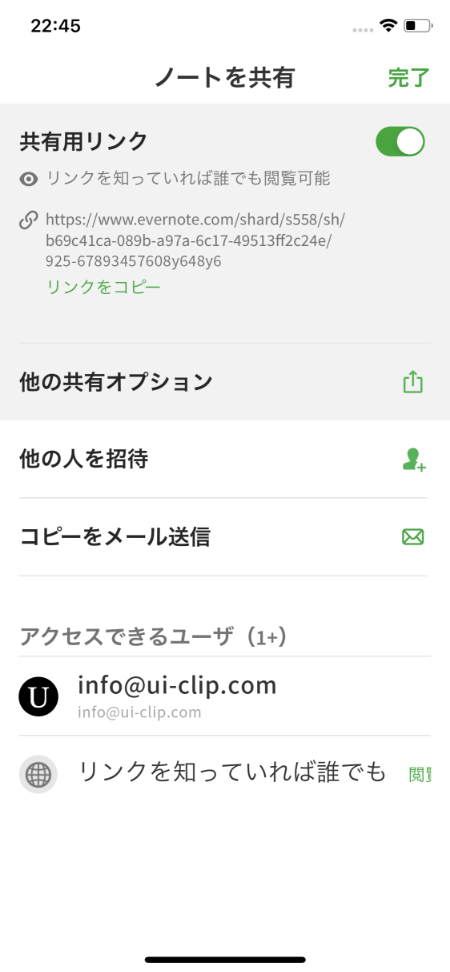 22:45
ノートを共有
完了
共有用リンク
リンクを知っていれば誰でも閲覧可能
https://www.evernote.com/shard/s558/sh/
b69c41ca-089b-a97a-6c17-49513ff2c24e/
925-67893457608y648y6
リンクをコピー
他の共有オプション
他の人を招待
コピーをメール送信
アクセスできるユーザ（1+）
U
info@ui-clip.com
info@ui-clip.com
リンクを知っていれば誰でも
閲